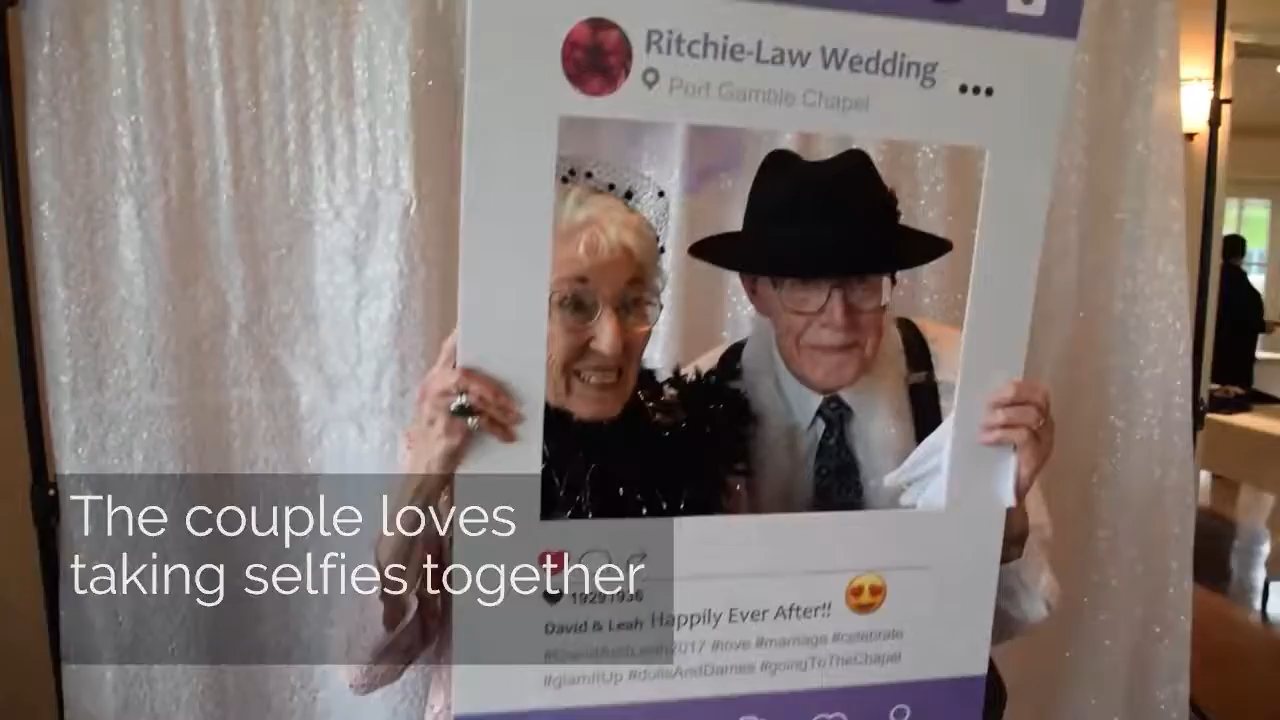 Ritchie-Law Wedding
Port Gamble Chapel
The couple loves
taking selfies together
19291936
David & Leah Happily Ever After!!
#love #marriage #celebrate
#glamItUp #dollsAndDames #goingToTheChapel